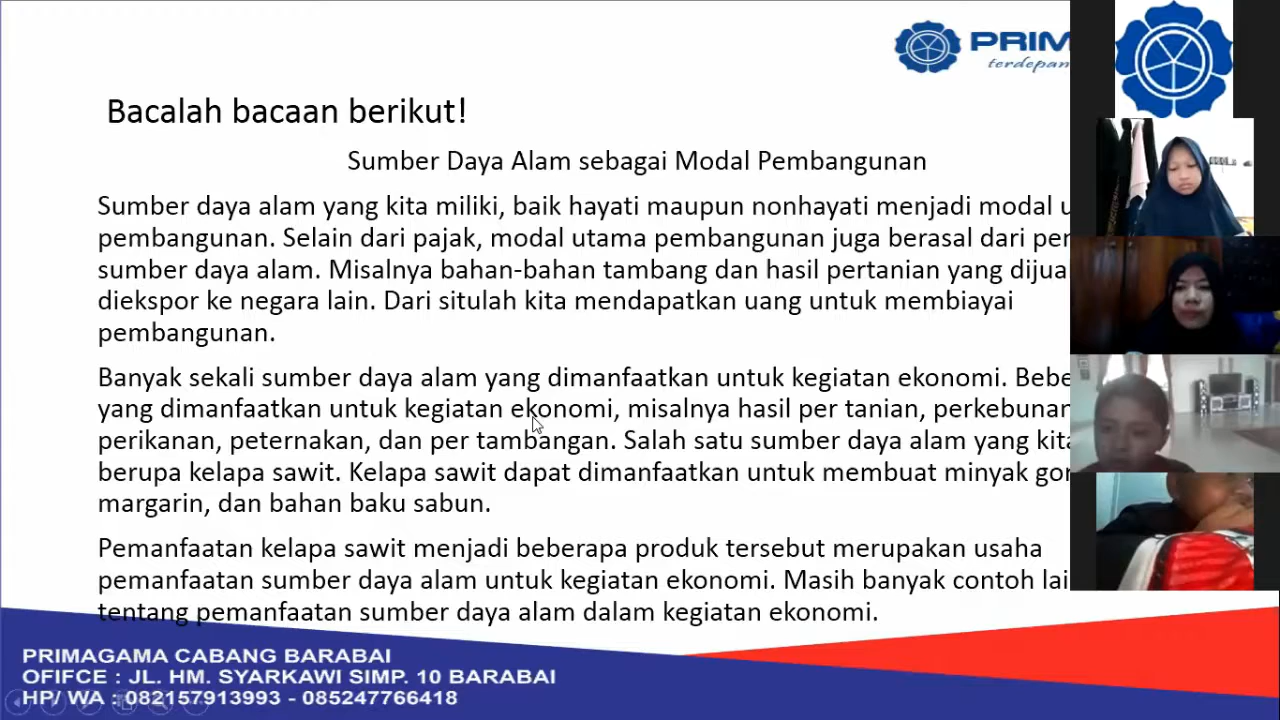 PRIM
terdepan
Bacalah bacaan berikut!
Sumber Daya Alam sebagai Modal Pembangunan
Sumber daya alam yang kita miliki, baik hayati maupun nonhayati menjadi modal
pembangunan. Selain dari pajak, modal utama pembangunan juga berasal dari
sumber daya alam. Misalnya bahan-bahan tambang dan hasil pertanian yang
diekspor ke negara lain. Dari situlah kita mendapatkan uang untuk membiayai
pembangunan.
Banyak sekali sumber daya alam yang dimanfaatkan untuk kegiatan ekonomi.
yang dimanfaatkan untuk kegiatan ekonomi, misalnya hasil per tanian, perkebunan
perikanan, peternakan, dan per tambangan. Salah satu sumber daya alam yang kita
berupa kelapa sawit. Kelapa sawit dapat dimanfaatkan untuk membuat minyak
margarin, dan bahan baku sabun.
Pemanfaatan kelapa sawit menjadi beberapa produk tersebut merupakan usaha
pemanfaatan sumber daya alam untuk kegiatan ekonomi. Masih banyak contoh
tentang pemanfaatan sumber daya alam dalam kegiatan ekonomi.
PRIMAGAMA CABANG BARABAI
OFIFCE : JL. HM. SYARKAWI SIMP. 10 BARABAI
HP/ WA : 082157913993 - 085247766418